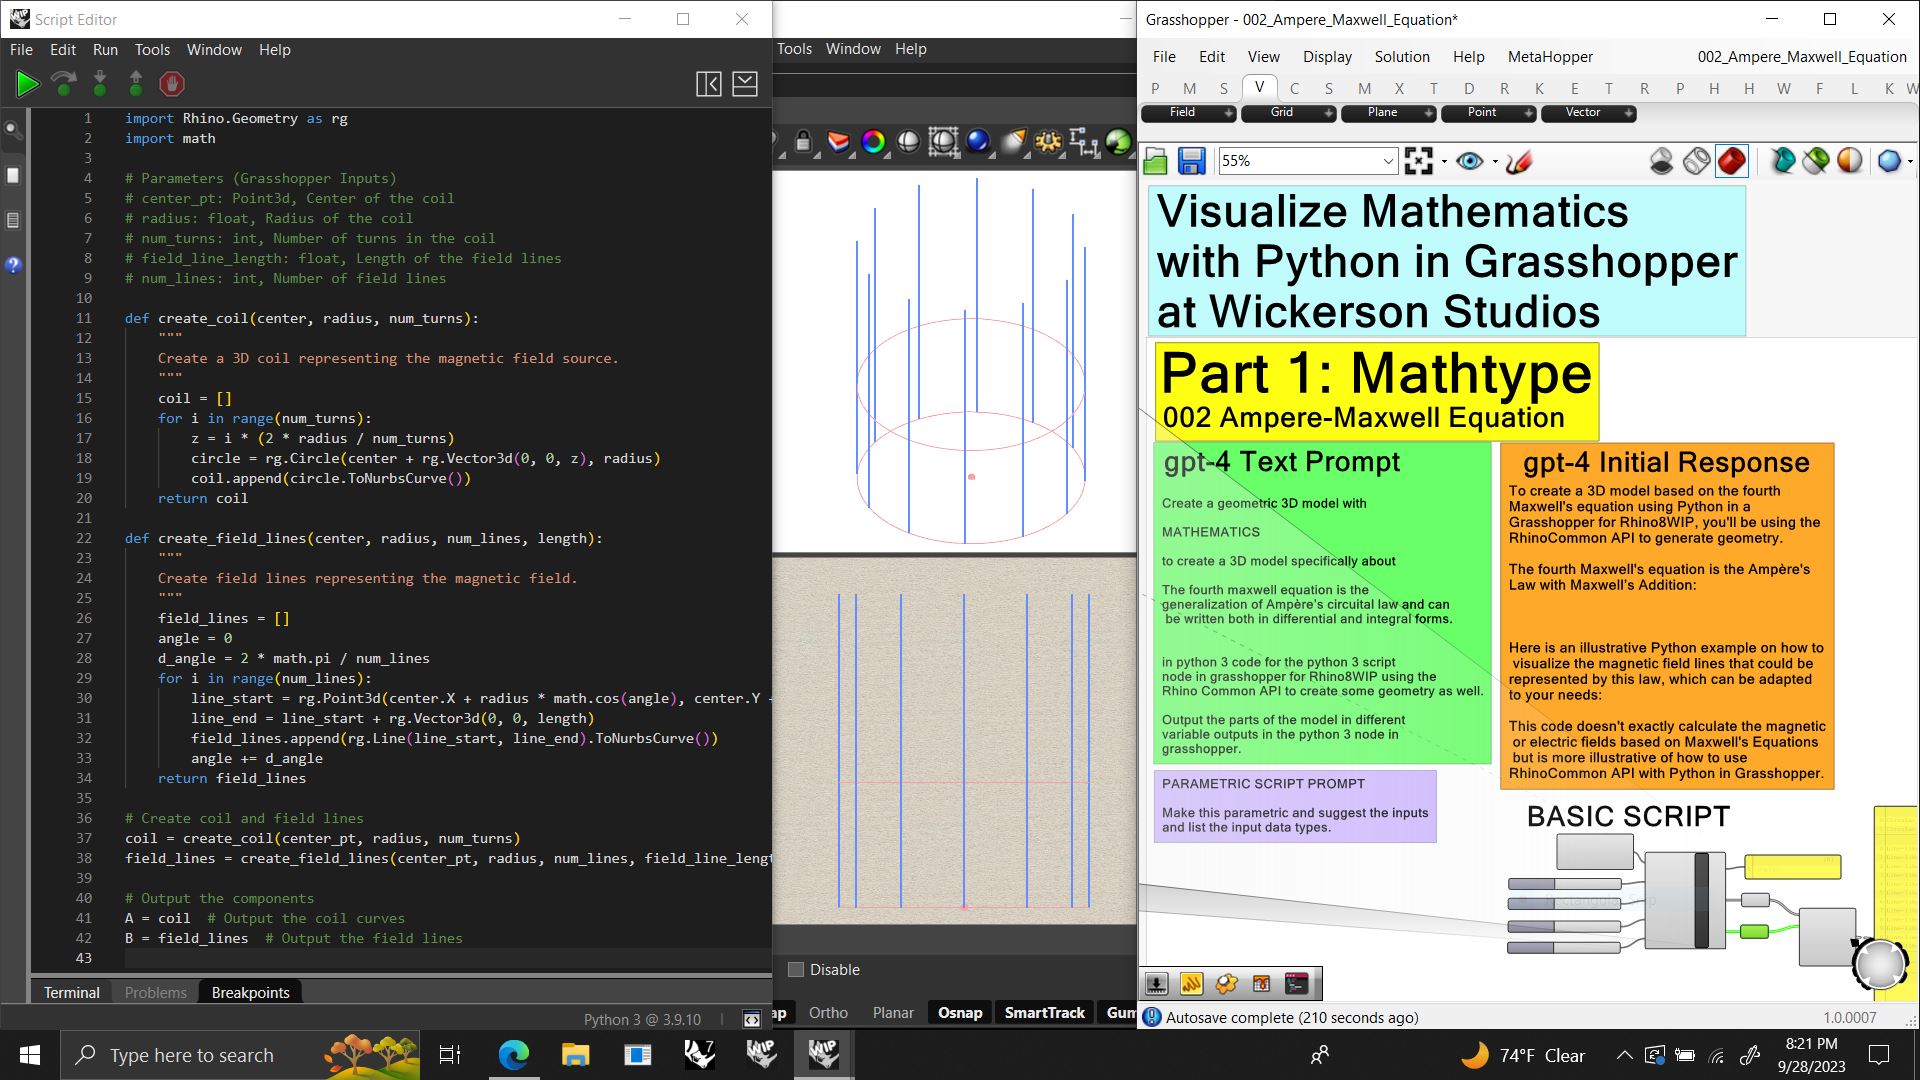 Script Editor
File Edit Run Tools Window Help
1 import Rhino.Geometry as rg
2 import math
3
4 # Parameters (Grasshopper Inputs)
5 # center_pt: Point3d, Center of the coil
6 # radius: float, Radius of the coil
7 # num_turns: int, Number of turns in the coil
8 # field_line_length: float, Length of the field lines
9 # num_lines: int, Number of field lines
10
11 def create_coil(center, radius, num_turns):
12 """
13 Create a 3D coil representing the magnetic field source.
14 """
15 coil = []
16 for i in range(num_turns):
17 z = i * (2 * radius / num_turns)
18 circle = rg.Circle(center + rg.Vector3d(0, 0, z), radius)
19 coil.append(circle.ToNurbsCurve())
20 return coil
21
22 def create_field_lines(center, radius, num_lines, length):
23 """
24 Create field lines representing the magnetic field.
25 """
26 field_lines = []
27 angle = 0
28 d_angle = 2 * math.pi / num_lines
29 for i in range(num_lines):
30 line_start = rg.Point3d(center.X + radius * math.cos(angle), center.Y +
31 line_end = line_start + rg.Vector3d(0, 0, length)
32 field_lines.append(rg.Line(line_start, line_end).ToNurbsCurve())
33 angle += d_angle
34 return field_lines
35
36 # Create coil and field lines
37 coil = create_coil(center_pt, radius, num_turns)
38 field_lines = create_field_lines(center_pt, radius, num_lines, field_line_lengt
39
40 # Output the components
41 A = coil # Output the coil curves
42 B = field_lines # Output the field lines
43
Terminal Problems Breakpoints
Python 3 @ 3.9.10
Tools Window Help
Disable
ap Ortho Planar Osnap SmartTrack Gum
Grasshopper - 002_Ampere_Maxwell_Equation*
File Edit View Display Solution Help MetaHopper 002_Ampere_Maxwell_Equation
P M S V C S M X T D R K E T R P H H W F L K W
Field Grid Plane Point Vector
55%
Visualize Mathematics
with Python in Grasshopper
at Wickerson Studios
Part 1: Mathtype
002 Ampere-Maxwell Equation
gpt-4 Text Prompt
Create a geometric 3D model with
MATHEMATICS
to create a 3D model specifically about
The fourth maxwell equation is the
generalization of Ampère's circuital law and can
be written both in differential and integral forms.
in python 3 code for the python 3 script
node in grasshopper for Rhino8WIP using the
Rhino Common API to create some geometry as well.
Output the parts of the model in different
variable outputs in the python 3 node in
grasshopper.
PARAMETRIC SCRIPT PROMPT
Make this parametric and suggest the inputs
and list the input data types.
gpt-4 Initial Response
To create a 3D model based on the fourth
Maxwell's equation using Python in a
Grasshopper for Rhino8WIP, you'll be using the
RhinoCommon API to generate geometry.
The fourth Maxwell's equation is the Ampère's
Law with Maxwell's Addition:
Here is an illustrative Python example on how to
visualize the magnetic field lines that could be
represented by this law, which can be adapted
to your needs:
This code doesn't exactly calculate the magnetic
or electric fields based on Maxwell's Equations
but is more illustrative of how to use
RhinoCommon API with Python in Grasshopper.
BASIC SCRIPT
Autosave complete (210 seconds ago)
1.0.0007
Type here to search
7
WIP
WIP
74°F Clear
8:21 PM
9/28/2023